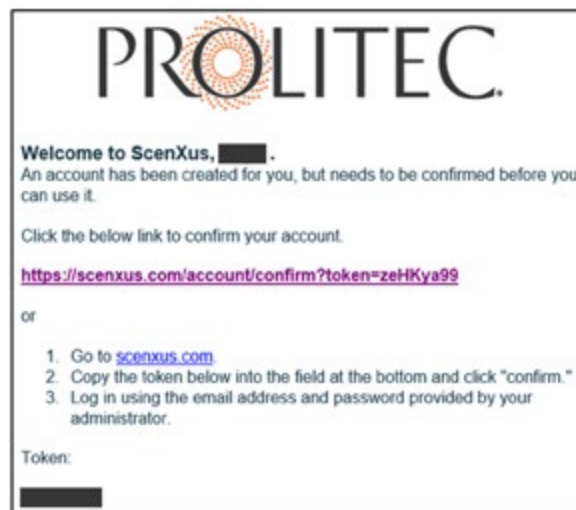 PROLITEC.
Welcome to ScenXus, .
An account has been created for you, but needs to be confirmed before you
can use it.
Click the below link to confirm your account.
https://scenxus.com/account/confirm?token=zeHKya99
or
1. Go to scenxus.com.
2. Copy the token below into the field at the bottom and click "confirm."
3. Log in using the email address and password provided by your
administrator.
Token: